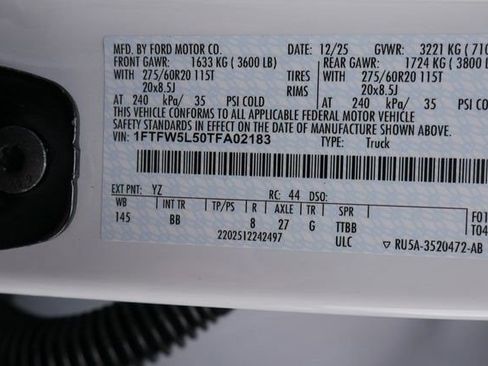 MFD. BY FORD MOTOR CO. DATE: 12/25 GVWR: 3221 KG ( 710
FRONT GAWR: 1633 KG ( 3600 LB) REAR GAWR: 1724 KG ( 3800 LB
WITH 275/60R20 115T TIRES WITH 275/60R20 115T
20x8.5J RIMS 20x8.5J
AT 240 kPa/ 35 PSI COLD AT 240 kPa/ 35 PSI COLD
THIS VEHICLE CONFORMS TO ALL APPLICABLE FEDERAL MOTOR VEHICLE
SAFETY STANDARDS IN EFFECT ON THE DATE OF MANUFACTURE SHOWN ABOVE.
VIN: 1FTFW5L50TFA02183 TYPE: Truck
EXT PNT: YZ RC: 44 DSO:
WB INT TR TP/PS R AXLE TR SPR
145 BB 8 27 G TTBB
2202512242497 ULC ▽ RU5A-3520472-AB
F01
T04